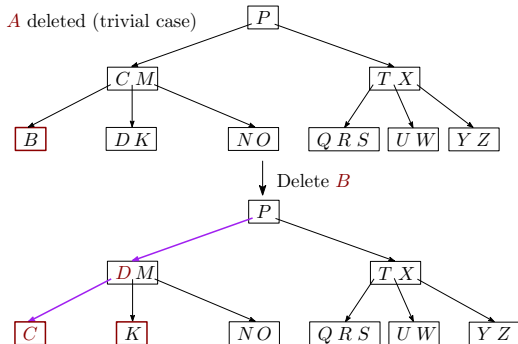 A deleted (trivial case)
P
C M
T X
B
D K
N O
Q R S
U W
Y Z
Delete B
P
D M
T X
C
K
N O
Q R S
U W
Y Z